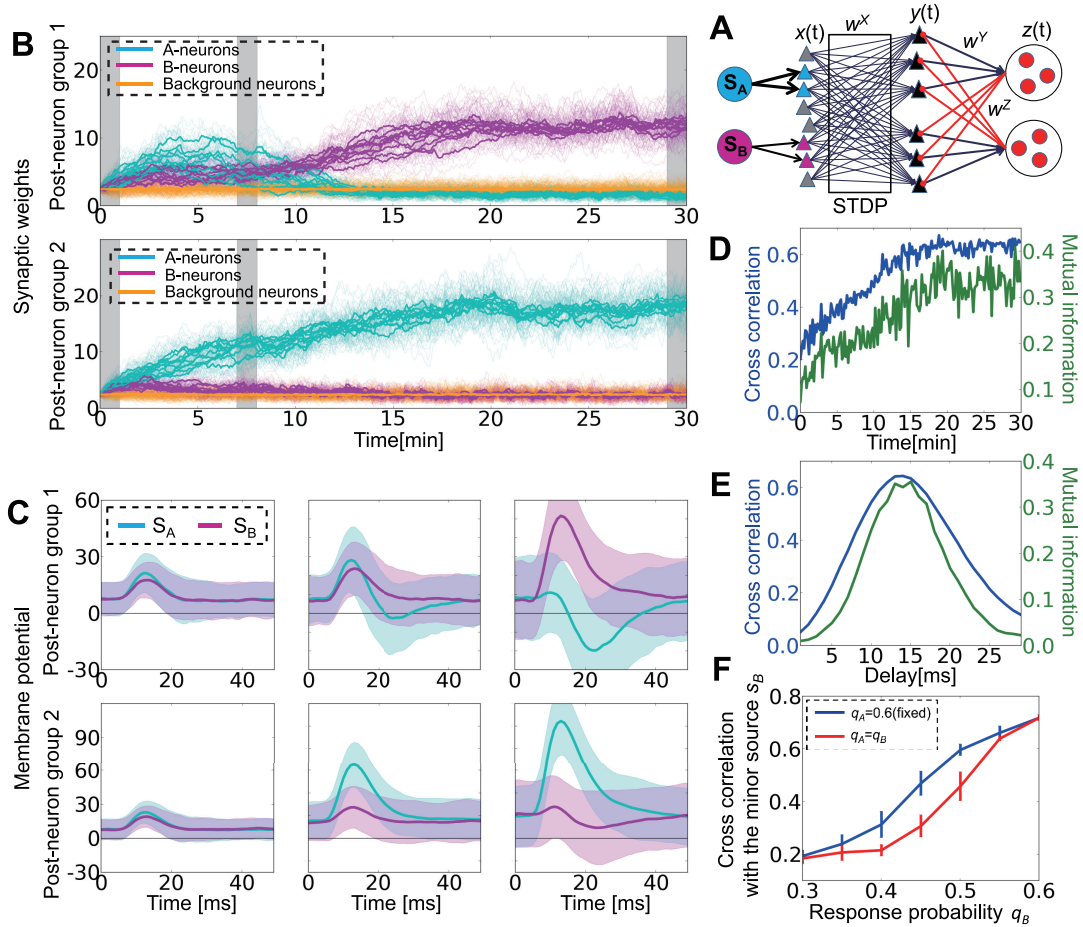 B
Post-neuron group 1
20
10
0
A-neurons
B-neurons
Background neurons
0
5
10
15
20
25
30
Synaptic weights
Post-neuron group 2
20
10
0
A-neurons
B-neurons
Background neurons
0
5
10
15
20
25
30
Time[min]
A
x(t)
w^X
y(t)
w^Y
z(t)
S_A
S_B
w^Z
STDP
D
Cross correlation
0.6
0.4
0.2
0.0
Mutual information
0.4
0.3
0.2
0.1
0
5
10
15
20
25
30
Time[min]
C
Membrane potential
Post-neuron group 1
60
30
0
-30
S_A
S_B
0
20
40
0
20
40
0
20
40
Post-neuron group 2
90
60
30
0
-30
0
20
40
0
20
40
0
20
40
Time [ms]
Time [ms]
Time [ms]
E
Cross correlation
0.6
0.4
0.2
0.0
Mutual information
0.4
0.3
0.2
0.1
0.0
5
10
15
20
25
Delay[ms]
F
Cross correlation
with the minor source s_B
0.8
0.6
0.4
0.2
q_A=0.6(fixed)
q_A=q_B
0.3
0.4
0.5
0.6
Response probability q_B